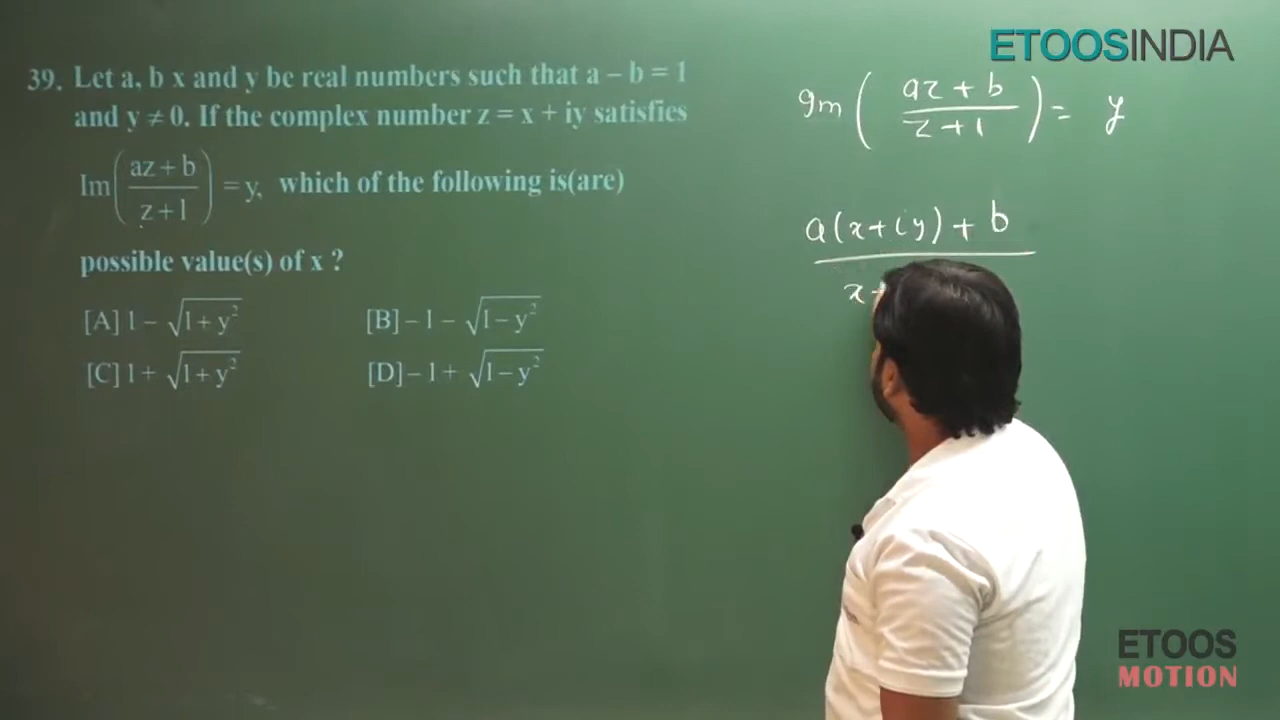 ETOOSINDIA
39. Let a, b x and y be real numbers such that a – b = 1
and y ≠ 0. If the complex number z = x + iy satisfies
Im(az + b / z + 1) = y, which of the following is(are)
possible value(s) of x ?
[A] 1 – √1 + y² [B] – 1 – √1 – y²
[C] 1 + √1 + y² [D] – 1 + √1 – y²
Im(az + b / z + 1) = y
a(x + iy) + b
x +
ETOOS
MOTION